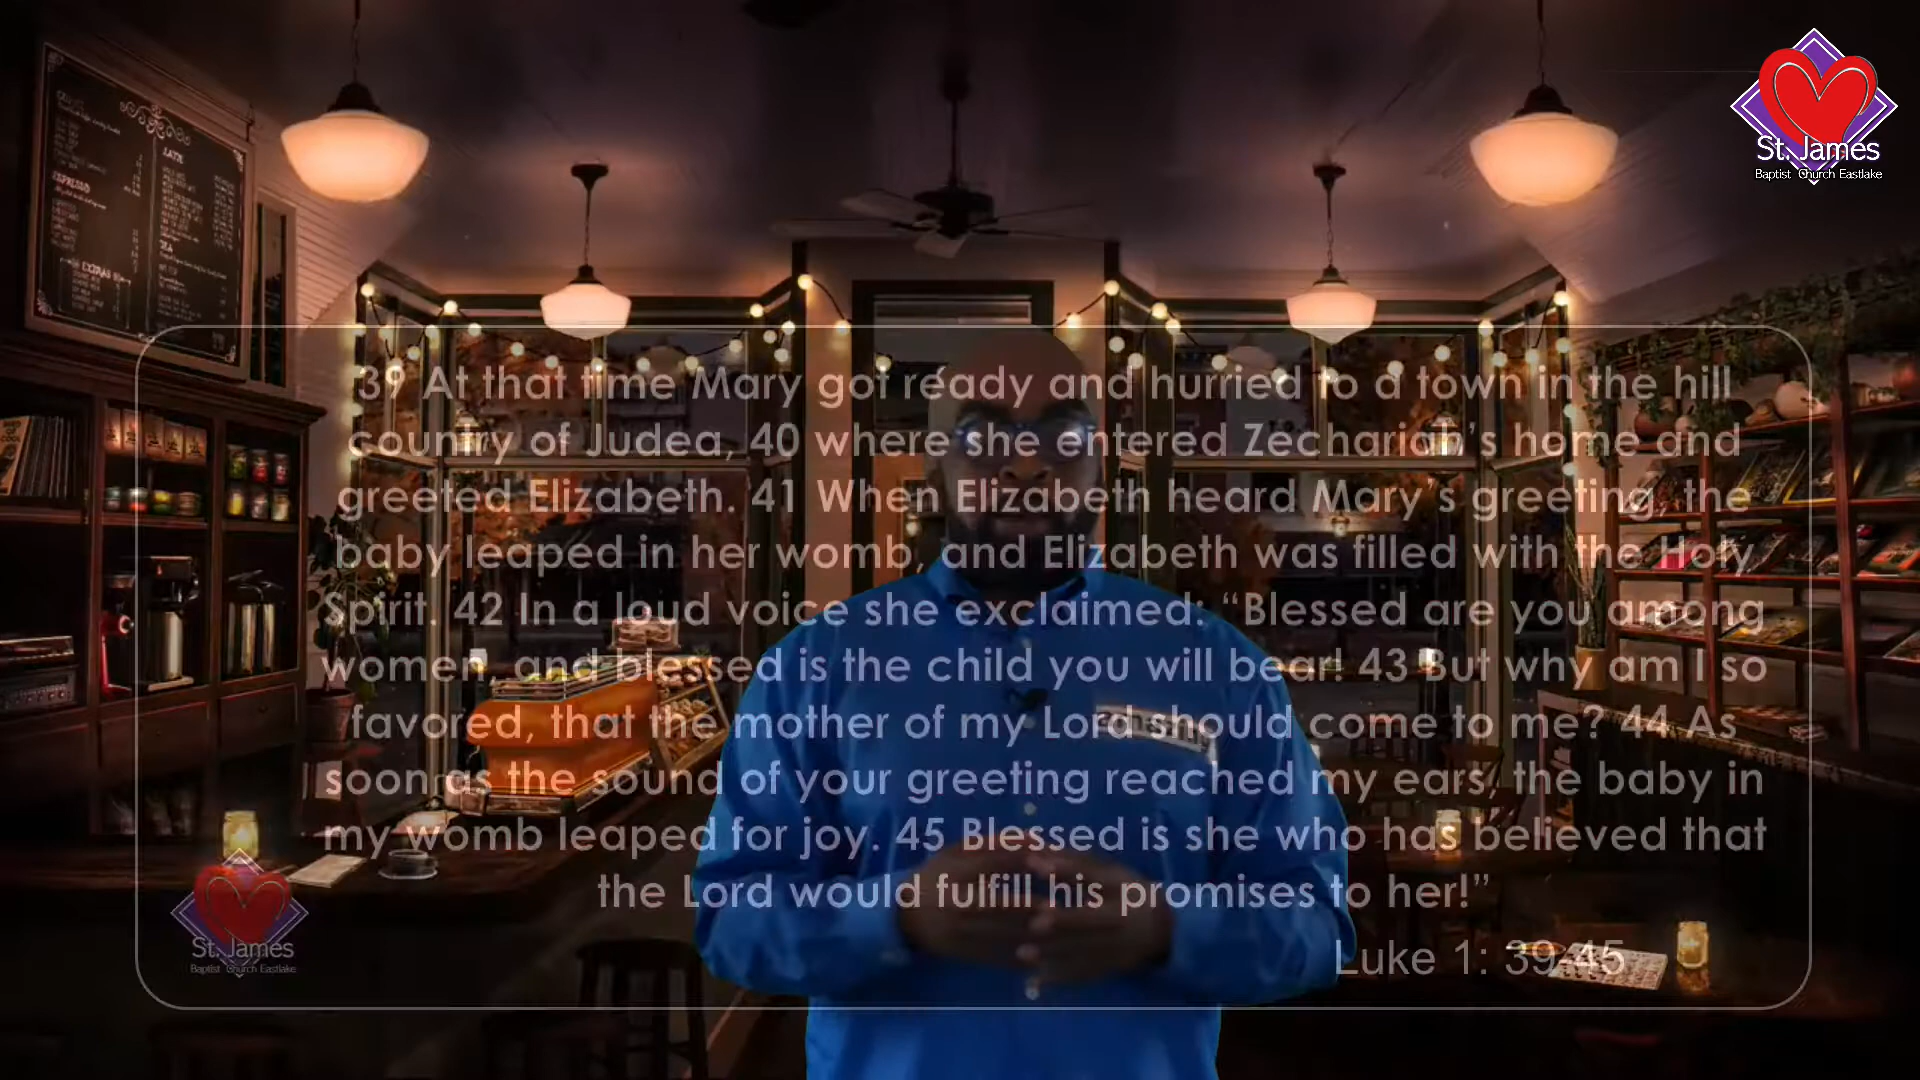 St. James
Baptist Church Eastlake
ESPRESSO
39 At that time Mary got ready and hurried to a town in the hill
country of Judea, 40 where she entered Zechariah's home and
greeted Elizabeth. 41 When Elizabeth heard Mary's greeting, the
baby leaped in her womb, and Elizabeth was filled with the Holy
Spirit. 42 In a loud voice she exclaimed: “Blessed are you among
women, and blessed is the child you will bear! 43 But why am I so
favored, that the mother of my Lord should come to me? 44 As
soon as the sound of your greeting reached my ears, the baby in
my womb leaped for joy. 45 Blessed is she who has believed that
the Lord would fulfill his promises to her!”
Luke 1: 39-45
St. James
Baptist Church Eastlake